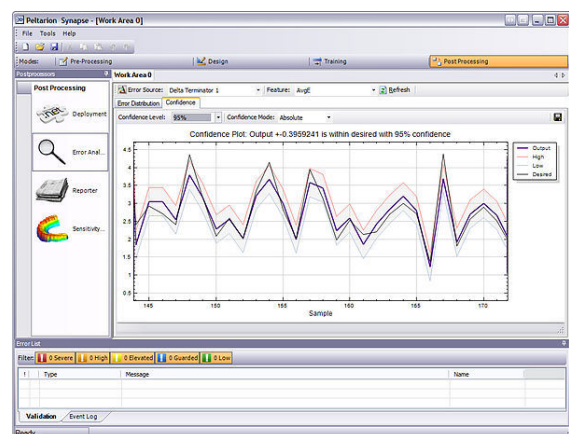 Peltarion Synapse - [Work Area 0]
File Tools Help
Modes: Pre-Processing Design Training Post Processing
Postprocessors
Work Area 0
Post Processing
Error Source: Delta Terminator 1 Feature: AvgE Refresh
Error Distribution Confidence
Confidence Level: 95% Confidence Mode: Absolute
Deployment
Error Anal...
Reporter
Sensitivity...
Confidence Plot: Output +-0.3959241 is within desired with 95% confidence
Output
High
Low
Desired
4.5
4
3.5
3
2.5
2
1.5
1
0.5
145 150 155 160 165 170
Sample
Error List
Filter: 0 Severe 0 High 0 Elevated 0 Guarded 0 Low
! Type Message Name
Validation Event Log
Ready